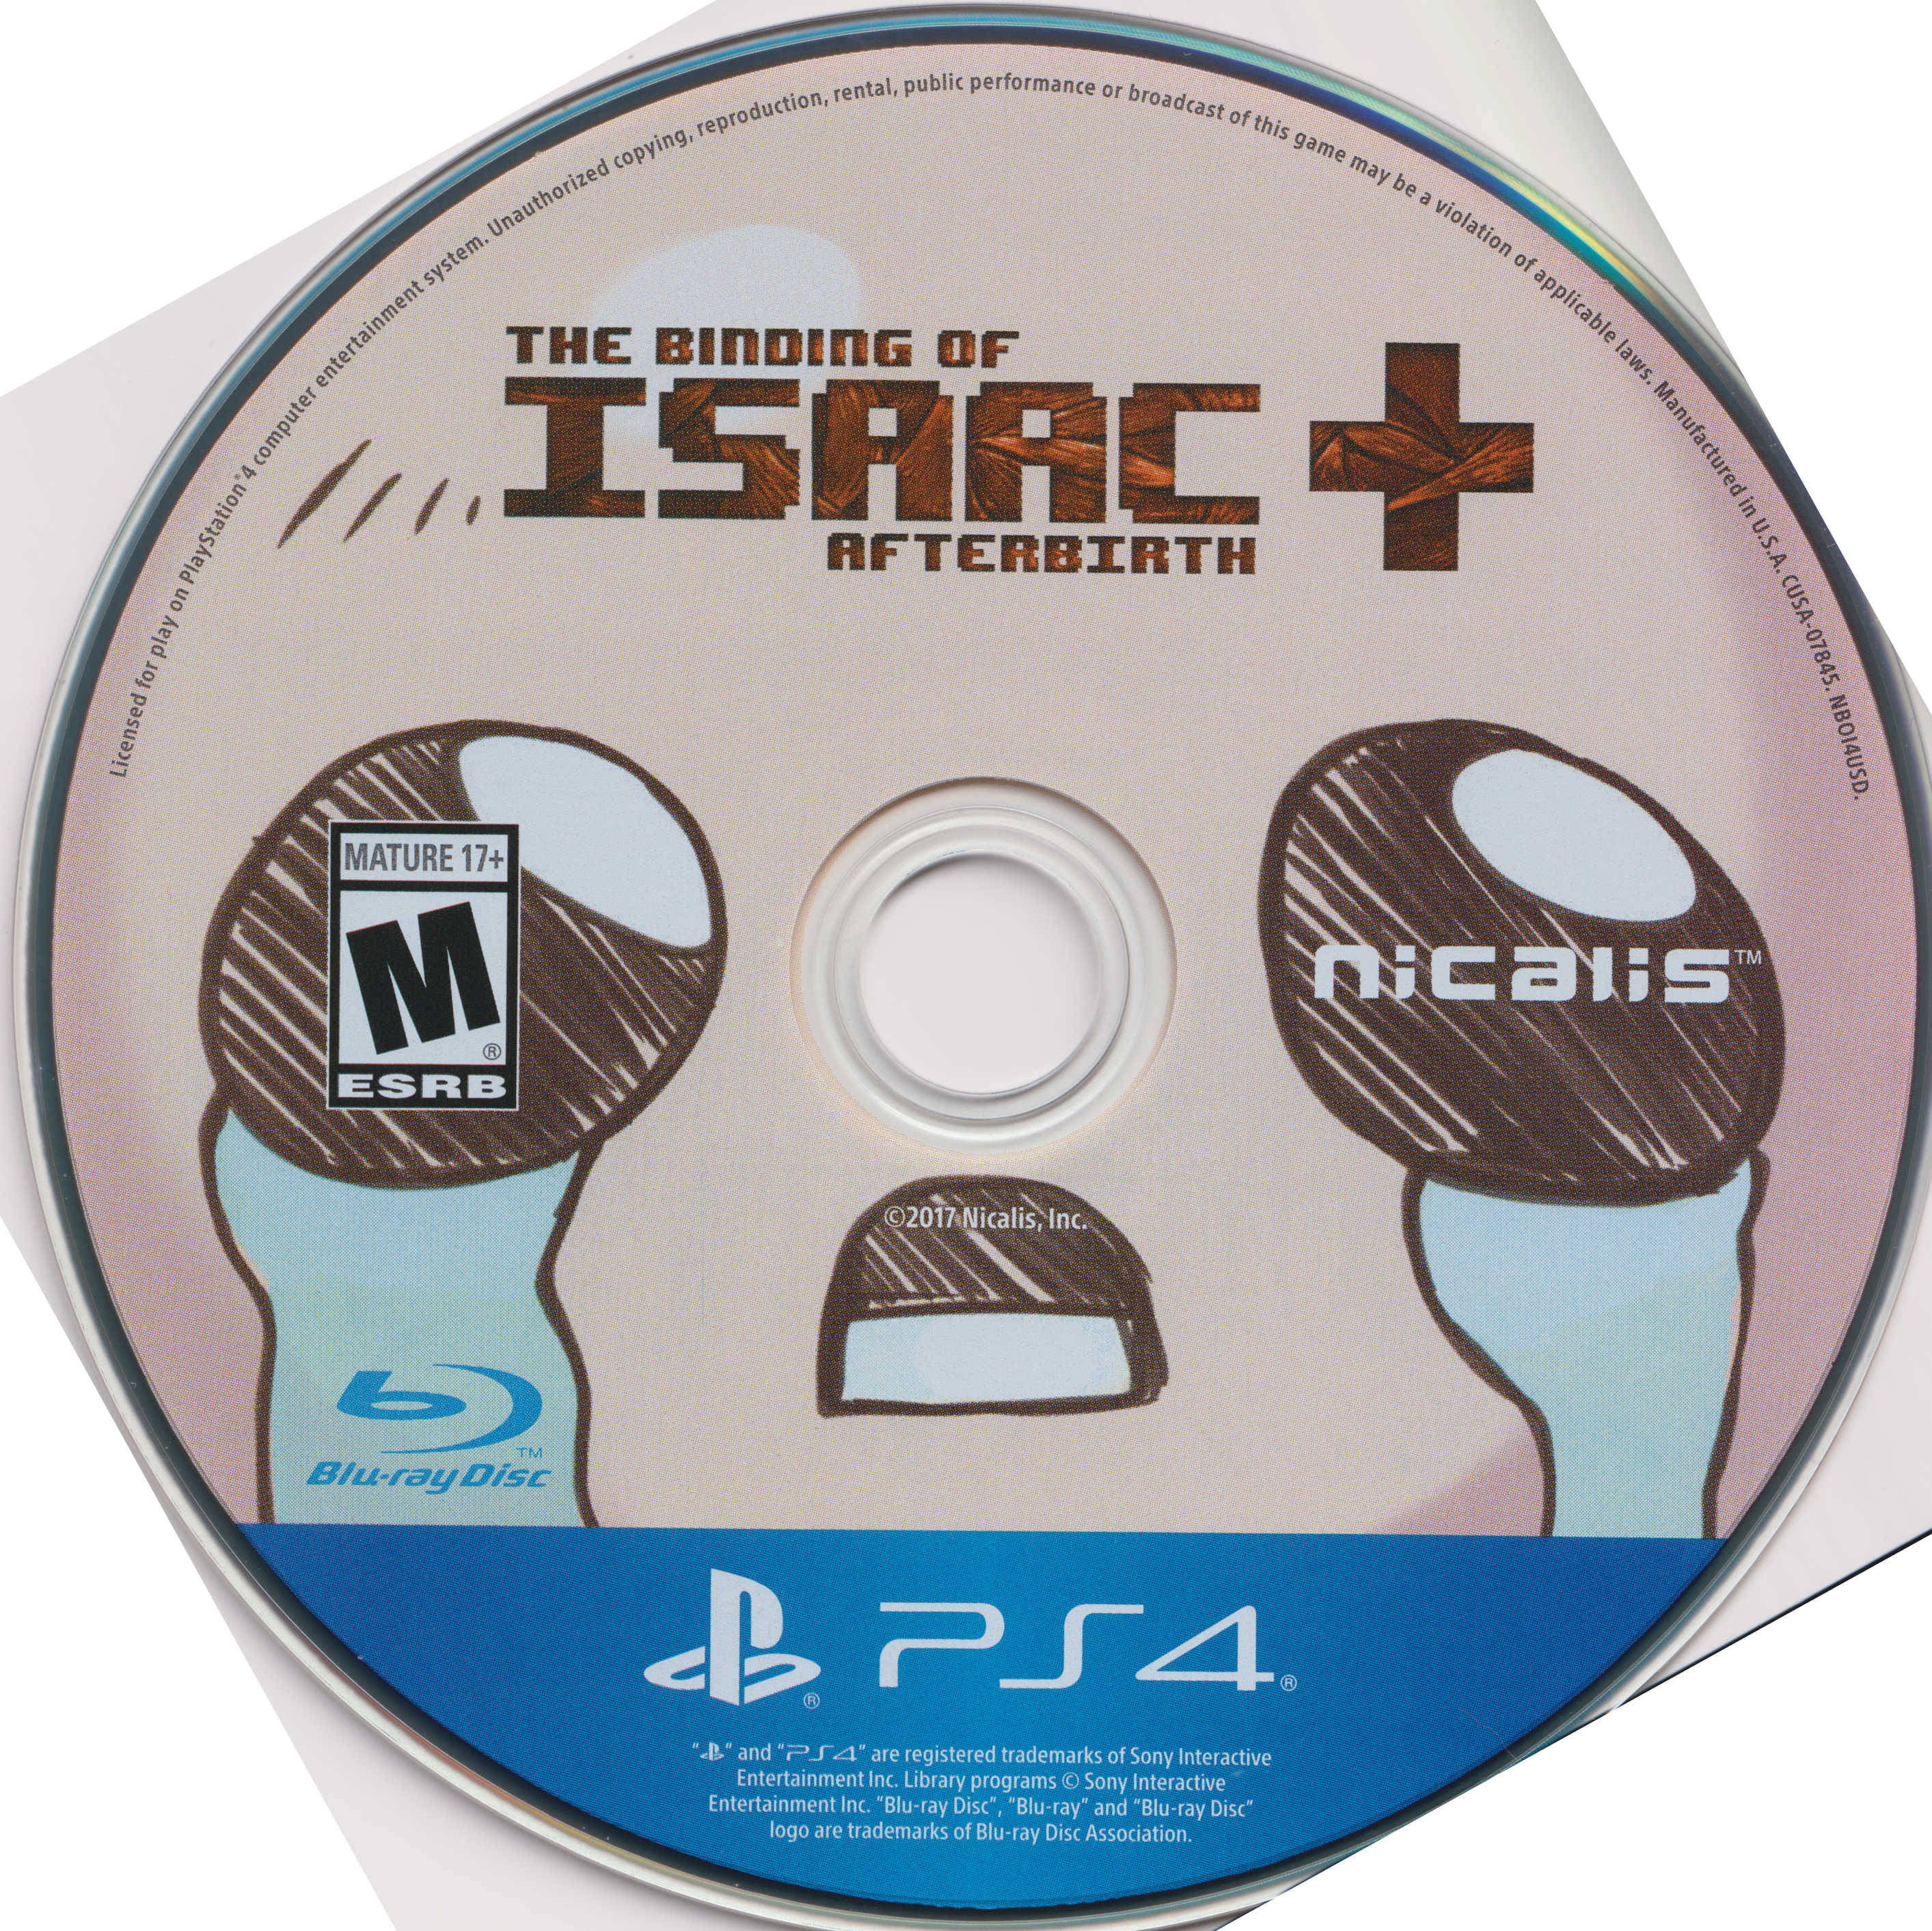 Licensed for play on PlayStation®4 computer entertainment system. Unauthorized copying, reproduction, rental, public performance or broadcast of this game may be a violation of applicable laws. Manufactured in U.S.A. CUSA-07845. NBOI4USD.
THE BINDING OF
ISAAC +
AFTERBIRTH
MATURE 17+
M
®
ESRB
nicalis™
©2017 Nicalis, Inc.
TM
Blu-ray Disc
PS4®
®
"PS" and "PS4" are registered trademarks of Sony Interactive
Entertainment Inc. Library programs © Sony Interactive
Entertainment Inc. "Blu-ray Disc", "Blu-ray" and "Blu-ray Disc"
logo are trademarks of Blu-ray Disc Association.